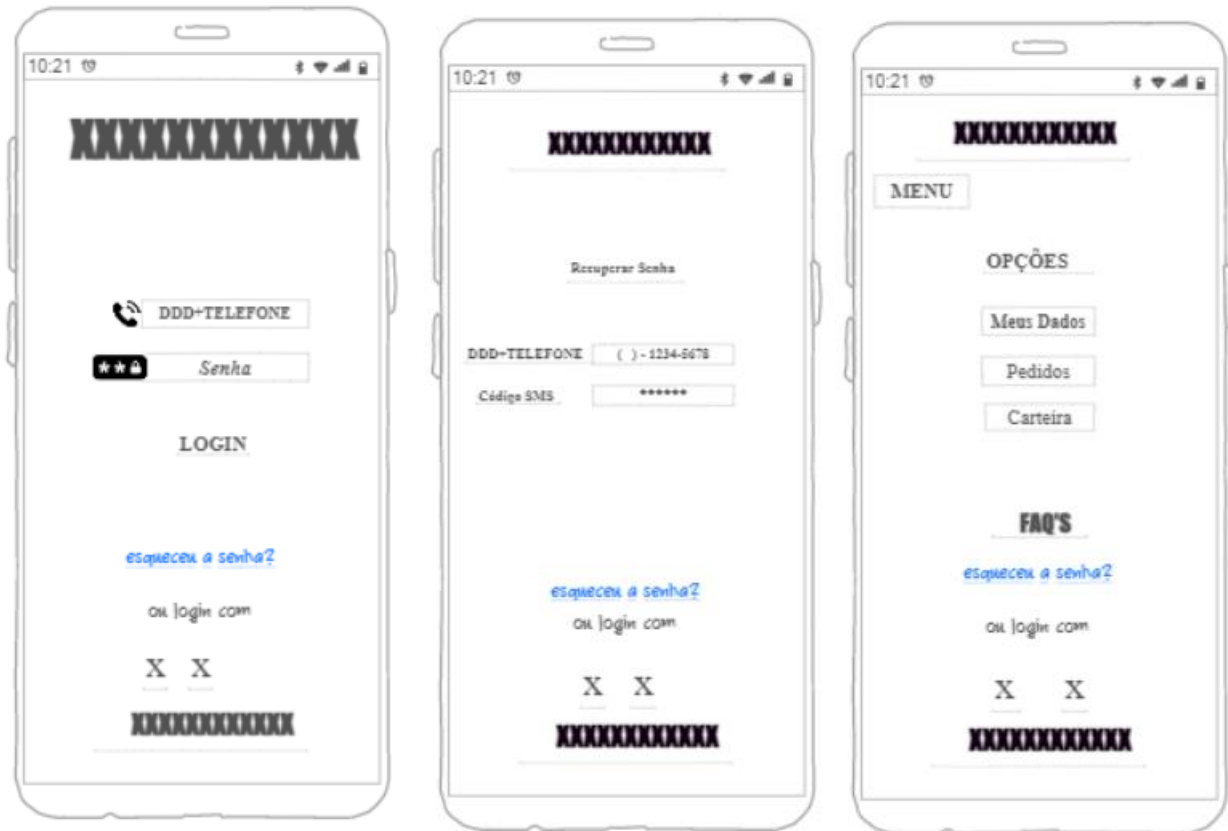 10:21
XXXXXXXXXXXX
DDD+TELEFONE
** Senha
LOGIN
esqueceu a senha?
ou login com
X X
XXXXXXXXXXXX
10:21
XXXXXXXXXXXX
Recuperar Senha
DDD+TELEFONE ( ) - 1234-5678
Código SMS ******
esqueceu a senha?
ou login com
X X
XXXXXXXXXXXX
10:21
XXXXXXXXXXXX
MENU
OPÇÕES
Meus Dados
Pedidos
Carteira
FAQ'S
esqueceu a senha?
ou login com
X X
XXXXXXXXXXXX